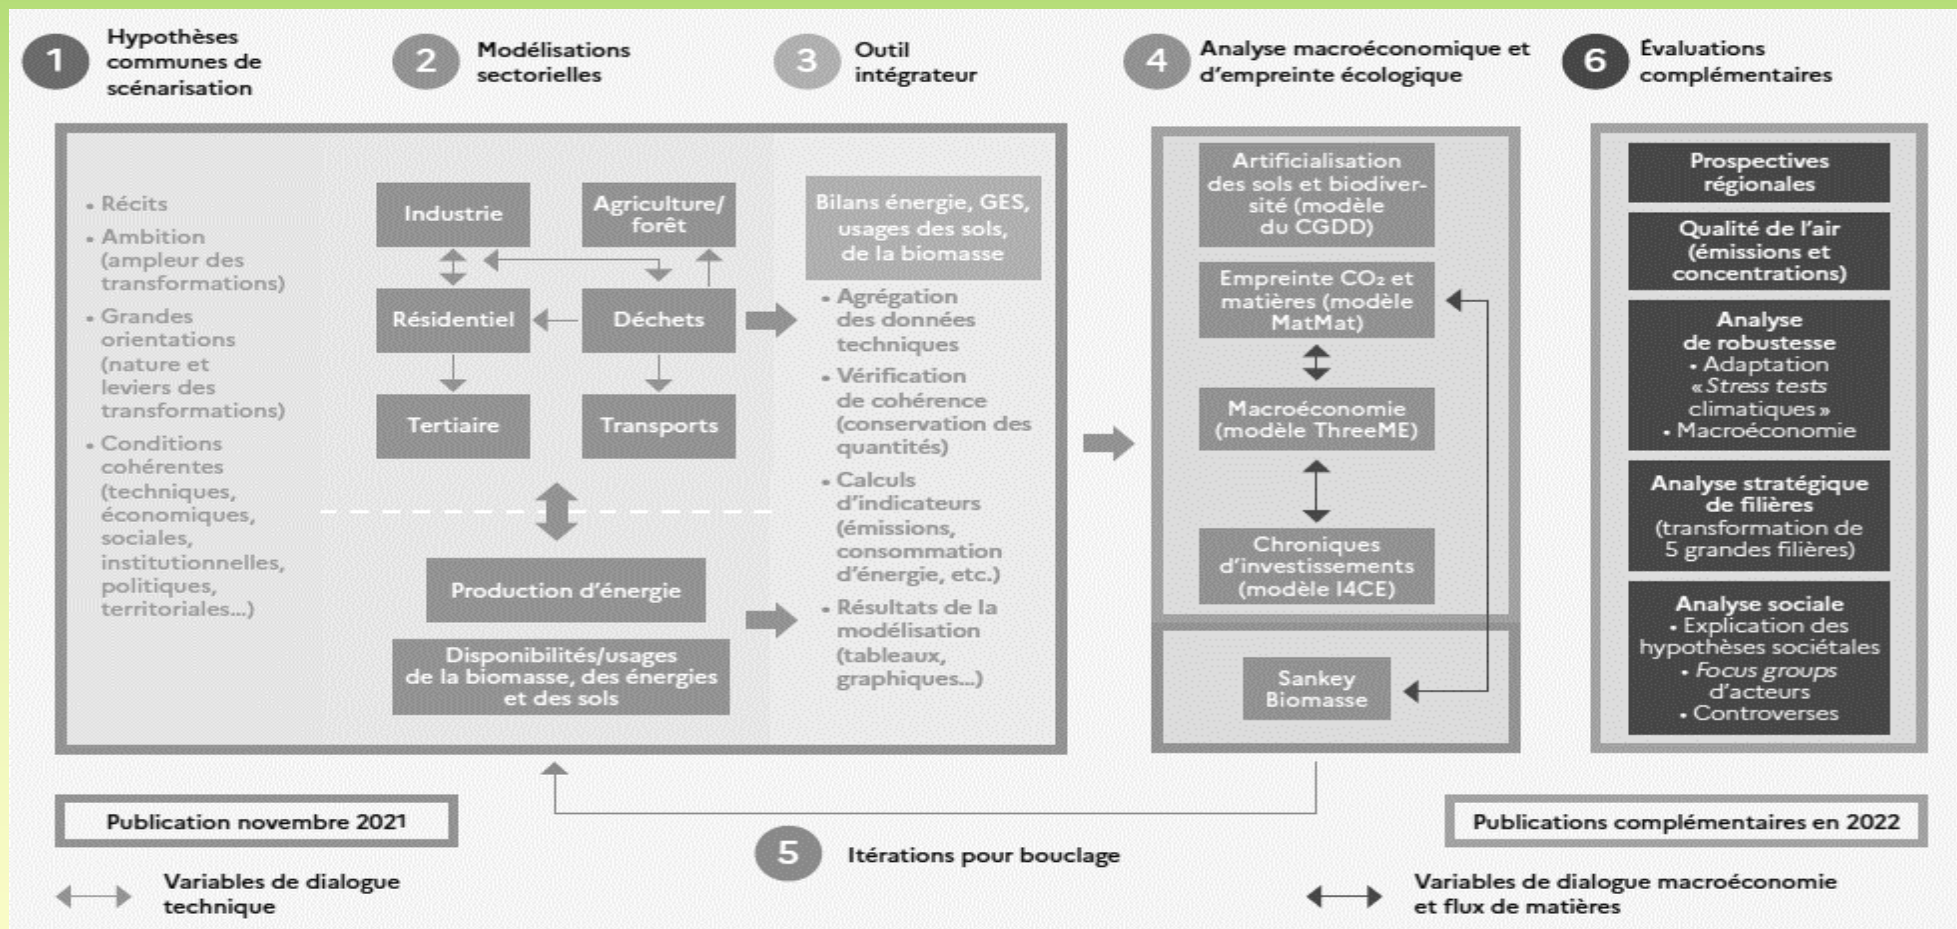 1
Hypothèses
communes de
scénarisation
2
Modélisations
sectorielles
3
Outil
intégrateur
4
Analyse macroéconomique et
d'empreinte écologique
6
Évaluations
complémentaires
• Récits
• Ambition
(ampleur des
transformations)
• Grandes
orientations
(nature et
leviers des
transformations)
• Conditions
cohérentes
(techniques,
économiques,
sociales,
institutionnelles,
politiques,
territoriales...)
Industrie
Agriculture/
forêt
Résidentiel
Déchets
Tertiaire
Transports
Production d'énergie
Disponibilités/usages
de la biomasse, des énergies
et des sols
Bilans énergie, GES,
usages des sols,
de la biomasse
• Agrégation
des données
techniques
• Vérification
de cohérence
(conservation des
quantités)
• Calculs
d'indicateurs
(émissions,
consommation
d'énergie, etc.)
• Résultats de la
modélisation
(tableaux,
graphiques...)
Artificialisation
des sols et biodiver-
sité (modèle
du CGDD)
Empreinte CO₂ et
matières (modèle
MatMat)
Macroéconomie
(modèle ThreeME)
Chroniques
d'investissements
(modèle I4CE)
Sankey
Biomasse
Prospectives
régionales
Qualité de l'air
(émissions et
concentrations)
Analyse
de robustesse
• Adaptation
« Stress tests
climatiques »
• Macroéconomie
Analyse stratégique
de filières
(transformation de
5 grandes filières)
Analyse sociale
• Explication des
hypothèses sociétales
• Focus groups
d'acteurs
• Controverses
Publication novembre 2021
5
Itérations pour bouclage
Publications complémentaires en 2022
Variables de dialogue
technique
Variables de dialogue macroéconomie
et flux de matières